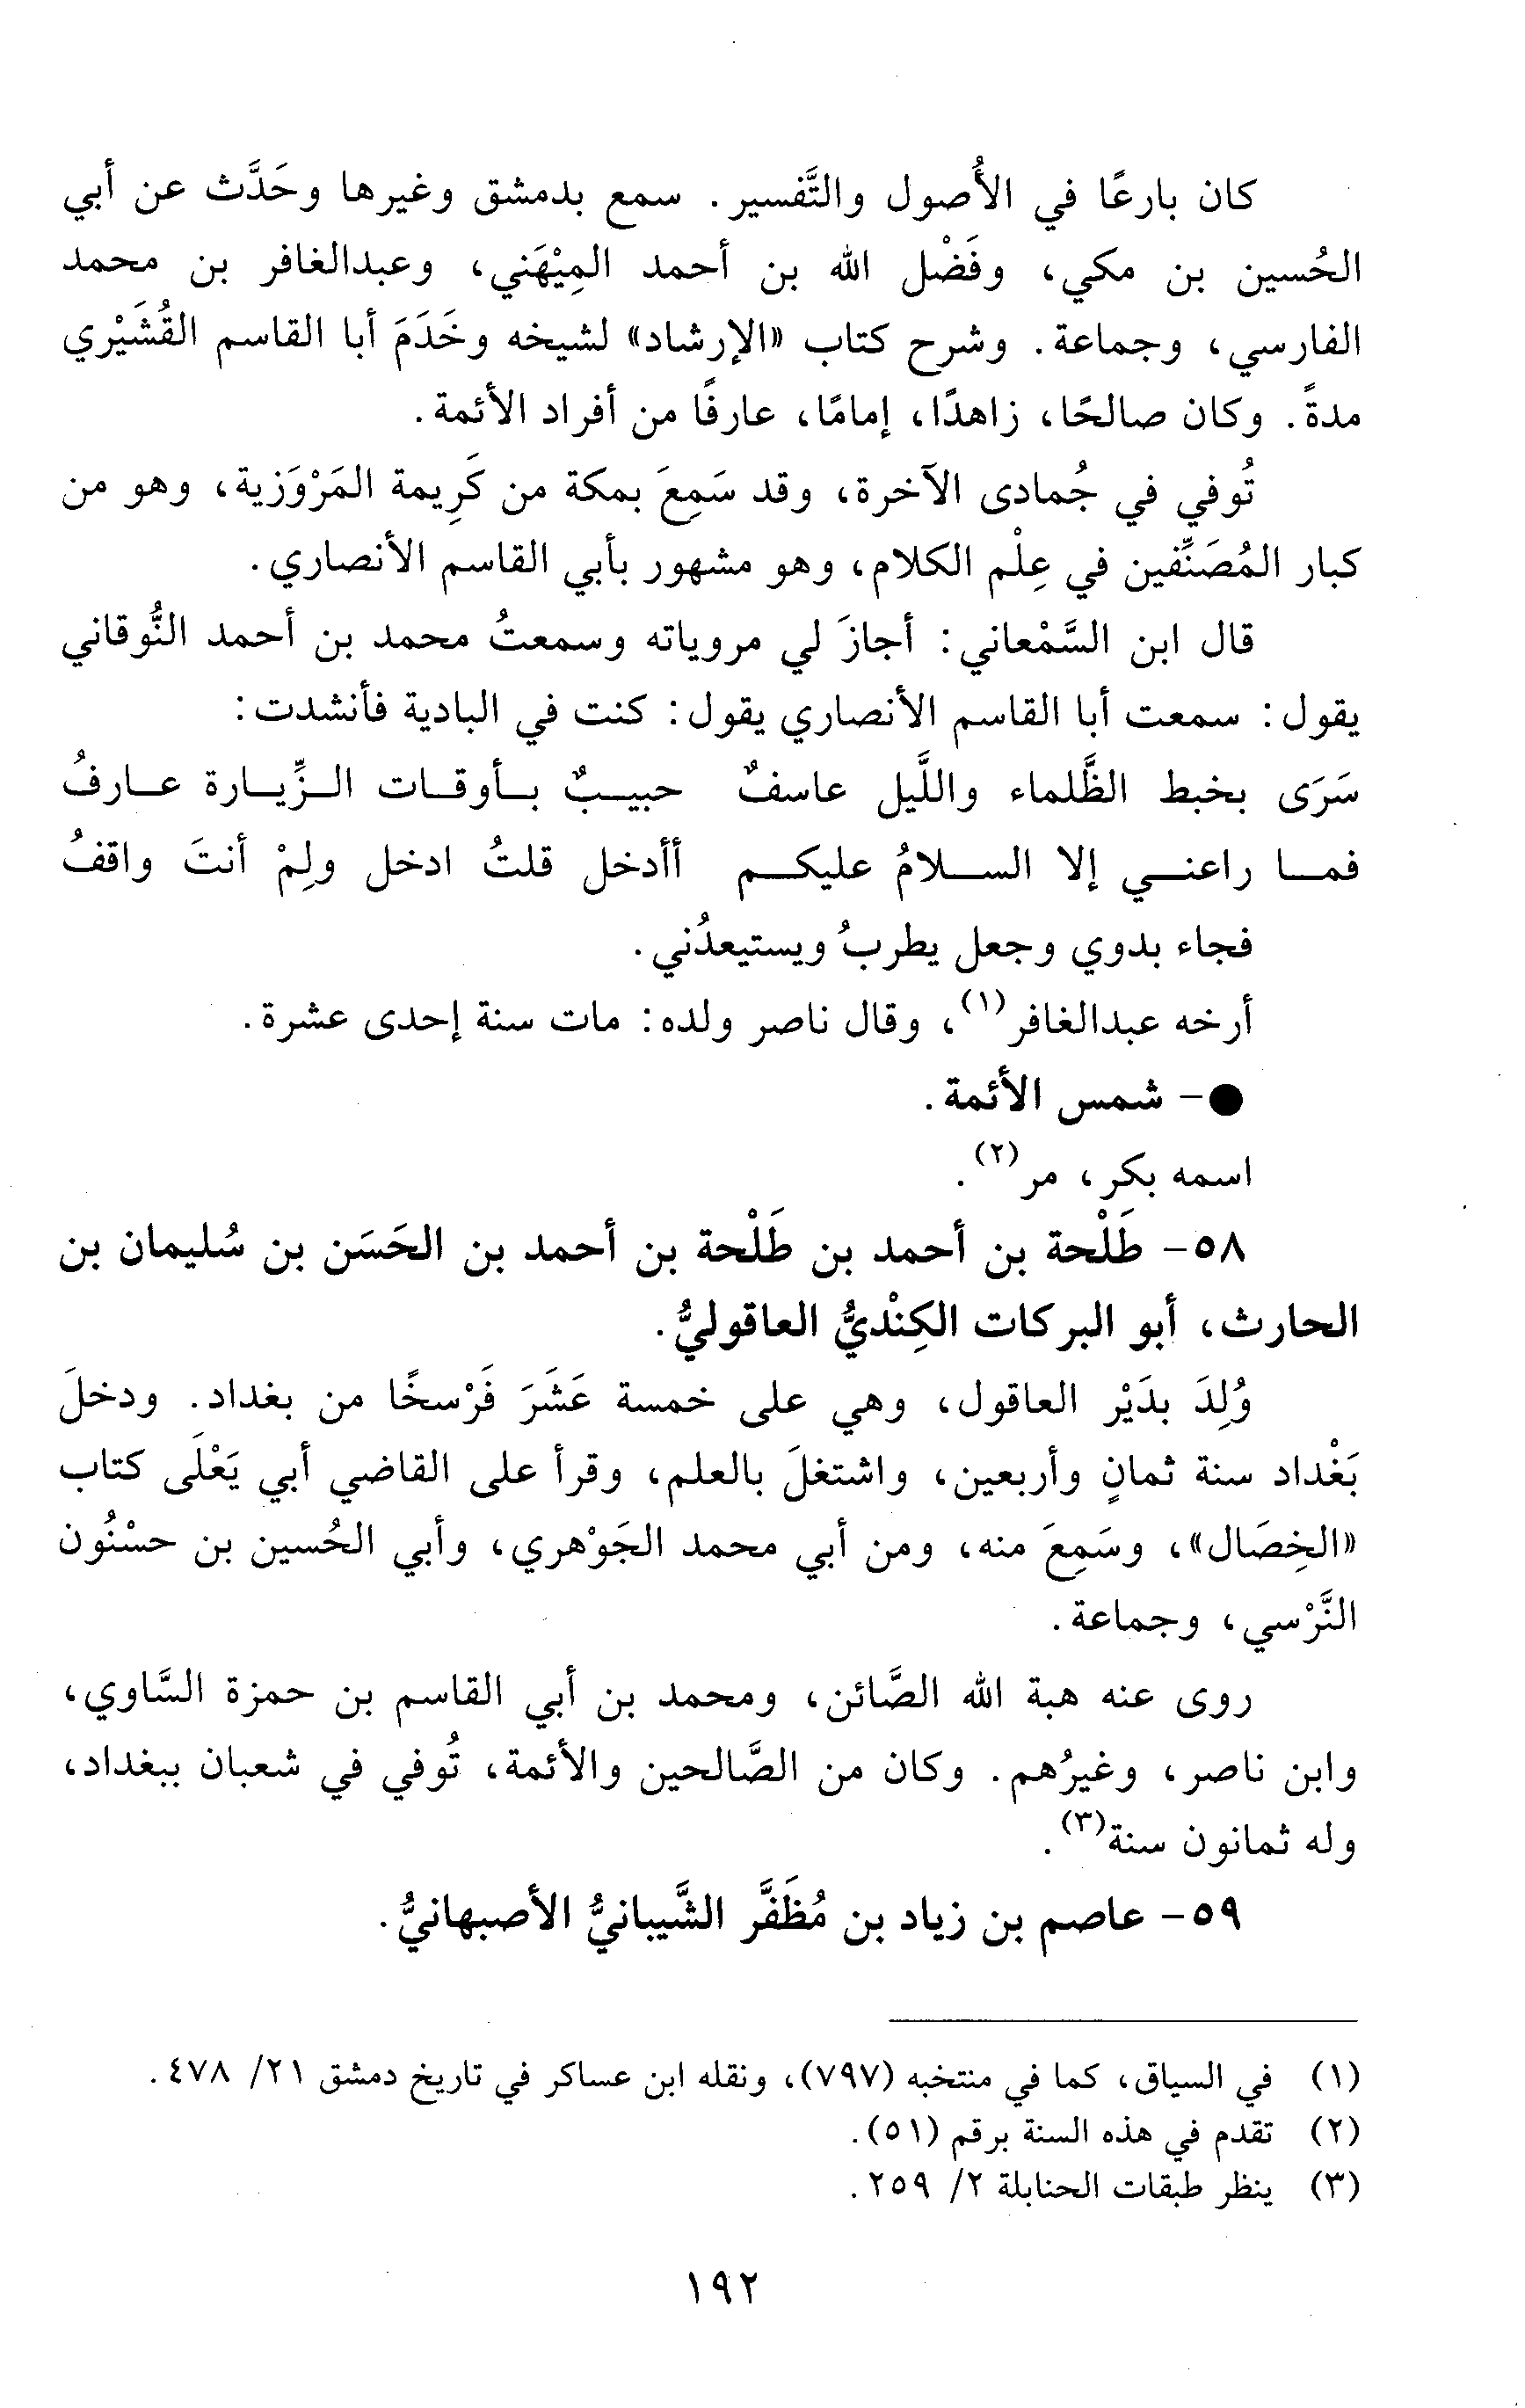 كان بارعًا في الأُصول والتَّفسير. سمع بدمشق وغيرها وحَدَّث عن أبي
الحُسين بن مكي، وفَضْل الله بن أحمد المِيْهَني، وعبدالغافر بن محمد
الفارسي، وجماعة. وشرح كتاب «الإرشاد» لشيخه وخَدَمَ أبا القاسم القُشَيْري
مدةً. وكان صالحًا، زاهدًا، إمامًا، عارفًا من أفراد الأئمة.
تُوفي في جُمادى الآخرة، وقد سَمِعَ بمكة من كَرِيمة المَرْوَزية، وهو من
كبار المُصَنِّفين في عِلْم الكلام، وهو مشهور بأبي القاسم الأنصاري.
قال ابن السَّمْعاني: أجازَ لي مروياته وسمعتُ محمد بن أحمد النُّوقاني
يقول: سمعت أبا القاسم الأنصاري يقول: كنت في البادية فأنشدت:
سَرَى بخبط الظَّلماء واللَّيل عاسفٌ حبيـبٌ بـأوقـات الـزِّيـارة عـارفُ
فمـا راعنـي إلا السـلامُ عليكـم أأدخل قلتُ ادخل ولِمْ أنتَ واقفُ
فجاء بدوي وجعل يطربُ ويستيعدُني.
أرخه عبدالغافر(١)، وقال ناصر ولده: مات سنة إحدى عشرة.
● - شمس الأئمة.
اسمه بكر، مر(٢).
٥٨- طَلْحة بن أحمد بن طَلْحة بن أحمد بن الحَسَن بن سُليمان بن
الحارث، أبو البركات الكِنْديُّ العاقوليُّ.
وُلِدَ بدَيْر العاقول، وهي على خمسة عَشَرَ فَرْسخًا من بغداد. ودخلَ
بَغْداد سنة ثمانٍ وأربعين، واشتغلَ بالعلم، وقرأ على القاضي أبي يَعْلَى كتاب
«الخِصَال»، وسَمِعَ منه، ومن أبي محمد الجَوْهري، وأبي الحُسين بن حسْنُون
النَّرْسي، وجماعة.
روى عنه هبة الله الصَّائن، ومحمد بن أبي القاسم بن حمزة السَّاوي،
وابن ناصر، وغيرُهم. وكان من الصَّالحين والأئمة، تُوفي في شعبان ببغداد،
وله ثمانون سنة(٣).
٥٩- عاصم بن زياد بن مُظَفَّر الشَّيبانيُّ الأصبهانيُّ.
(١) في السياق، كما في منتخبه (٧٩٧)، ونقله ابن عساكر في تاريخ دمشق ٢١/ ٤٧٨.
(٢) تقدم في هذه السنة برقم (٥١).
(٣) ينظر طبقات الحنابلة ٢/ ٢٥٩.
١٩٢